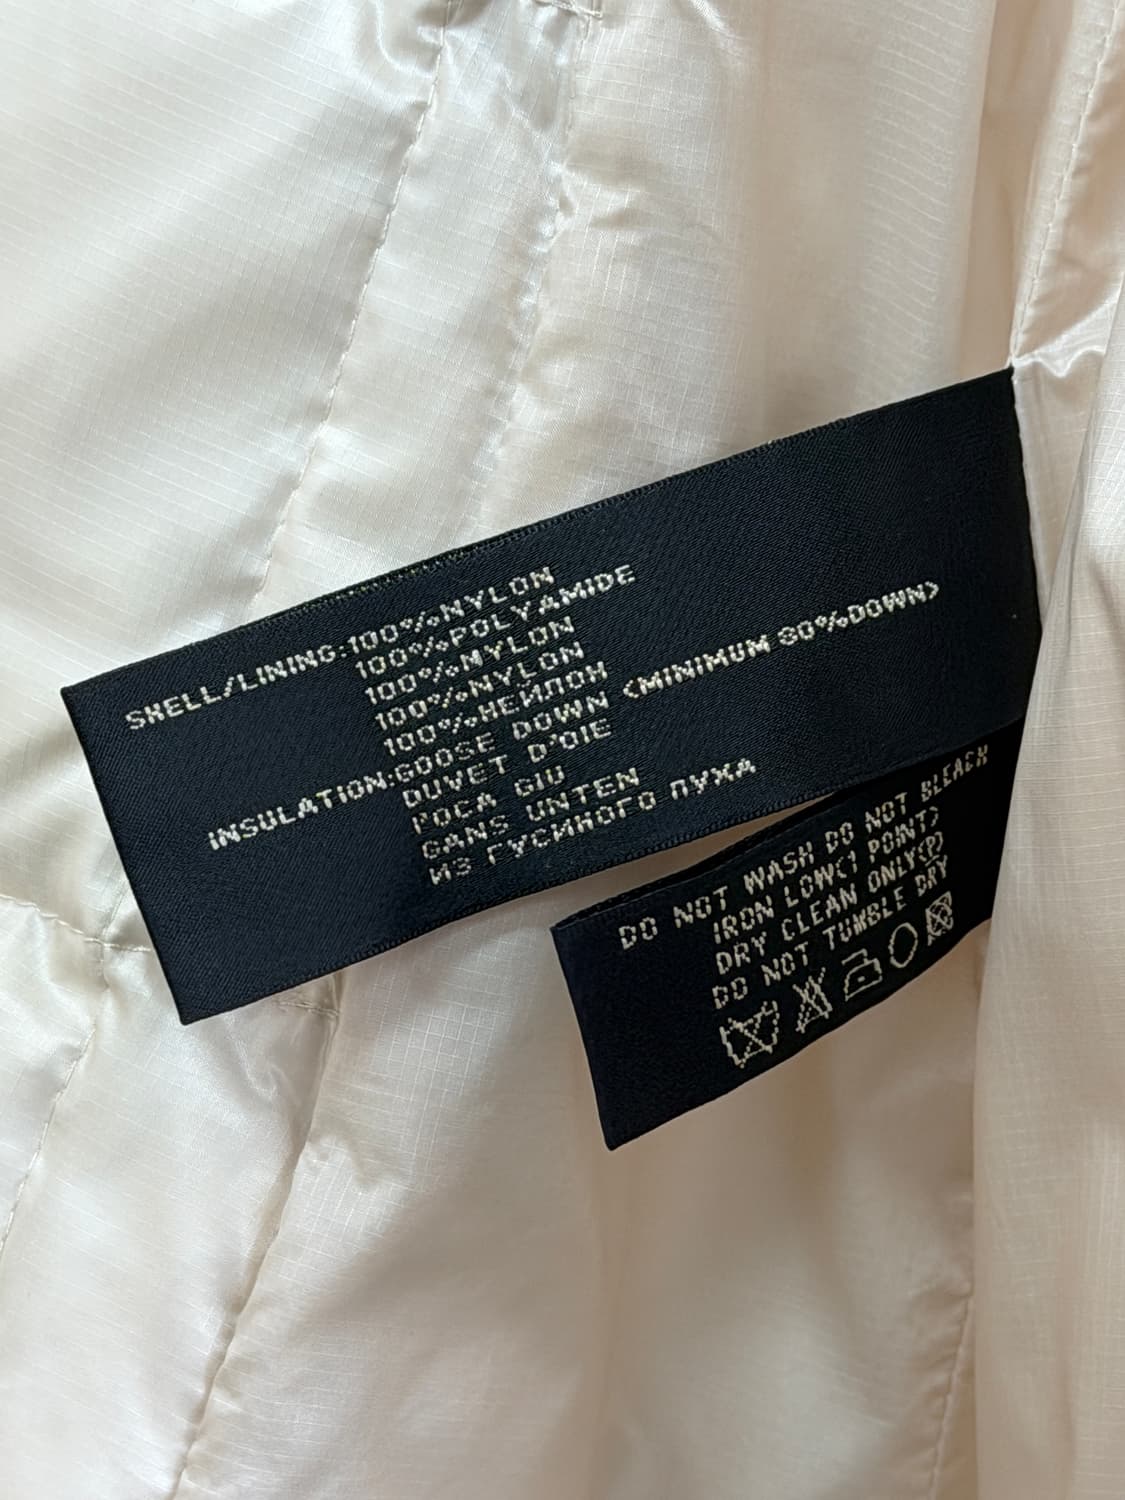 SHELL/LINING:100%NYLON
100%POLYAMIDE
100%NYLON
100%NYLON
100%НЕЙЛОН
INSULATION:GOOSE DOWN (MINIMUM 80%DOWN)
DUVET D'OIE
POCA GIU
GANS UNTEN
ИЗ ГУСИНОГО ПУХА
DO NOT WASH DO NOT BLEACH
IRON LOW(1 POINT)
DRY CLEAN ONLY(P)
DO NOT TUMBLE DRY